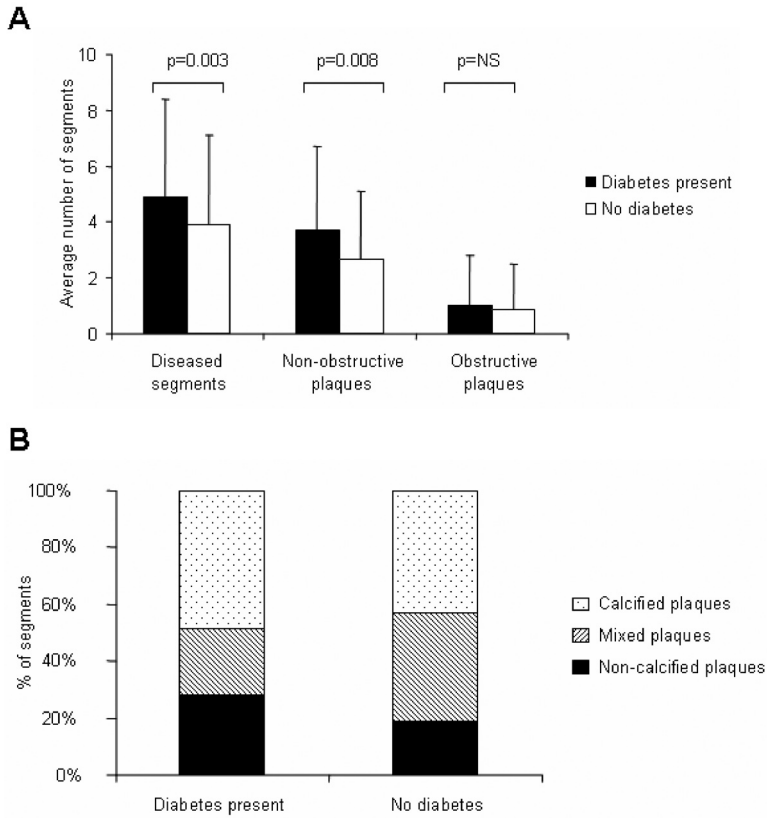 A
10
8
6
4
2
0
Average number of segments
p=0.003
p=0.008
p=NS
Diabetes present
No diabetes
Diseased
segments
Non-obstructive
plaques
Obstructive
plaques
B
100%
80%
60%
40%
20%
0%
% of segments
Calcified plaques
Mixed plaques
Non-calcified plaques
Diabetes present
No diabetes